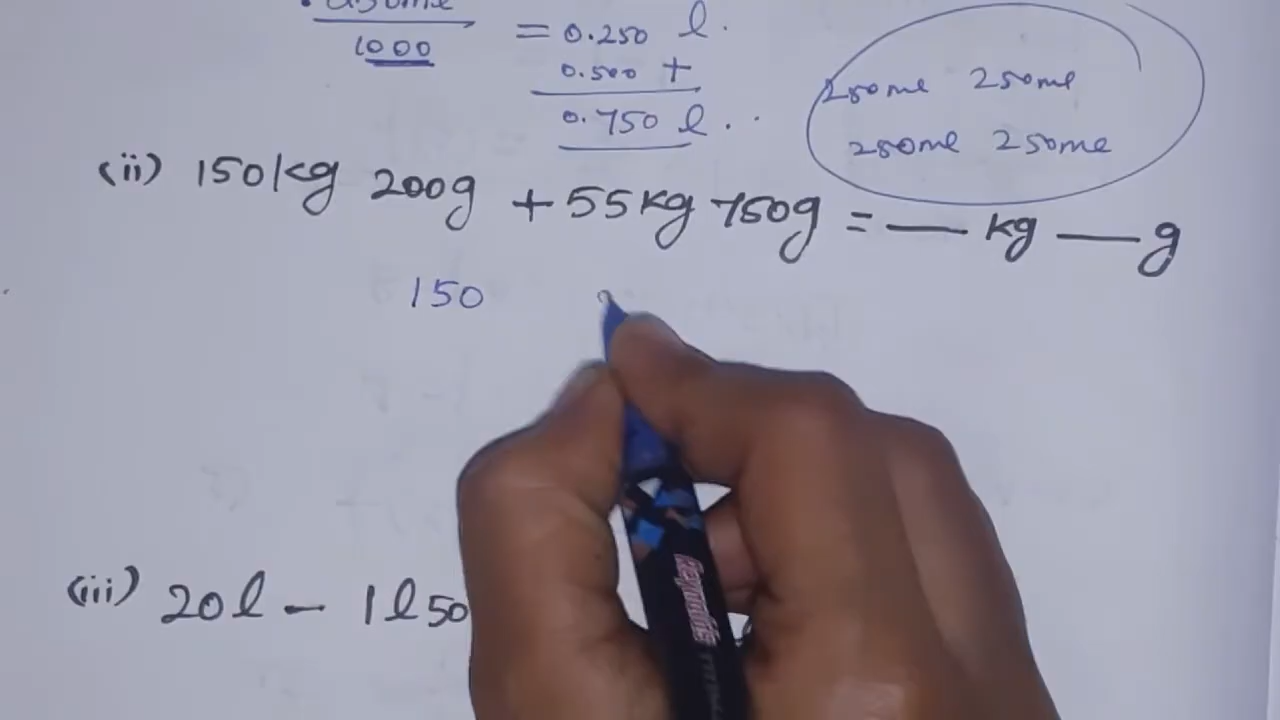 1000 = 0.250 l.
0.500 +
0.750 l..
250ml 250ml
250ml 250ml
(ii) 150kg 200g + 55kg 750g = — kg — g
150
(iii) 20l - 1l 50
Reynolds